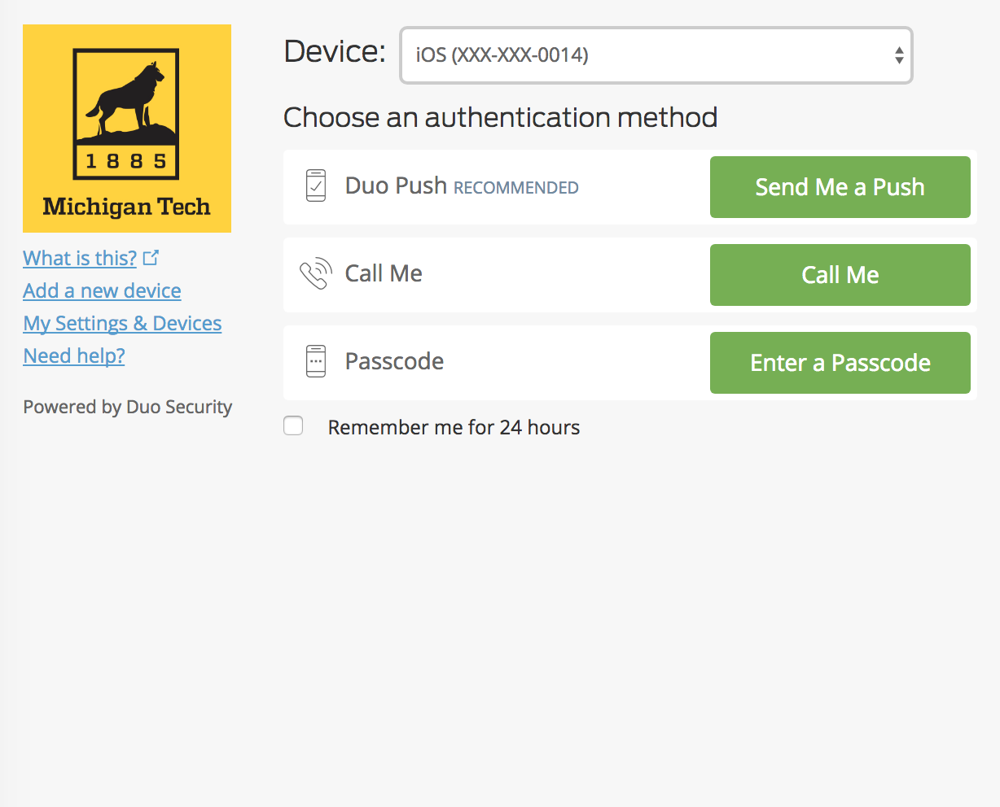 1885
Michigan Tech
What is this?
Add a new device
My Settings & Devices
Need help?
Powered by Duo Security
Device: iOS (XXX-XXX-0014)
Choose an authentication method
Duo Push RECOMMENDED Send Me a Push
Call Me Call Me
Passcode Enter a Passcode
Remember me for 24 hours